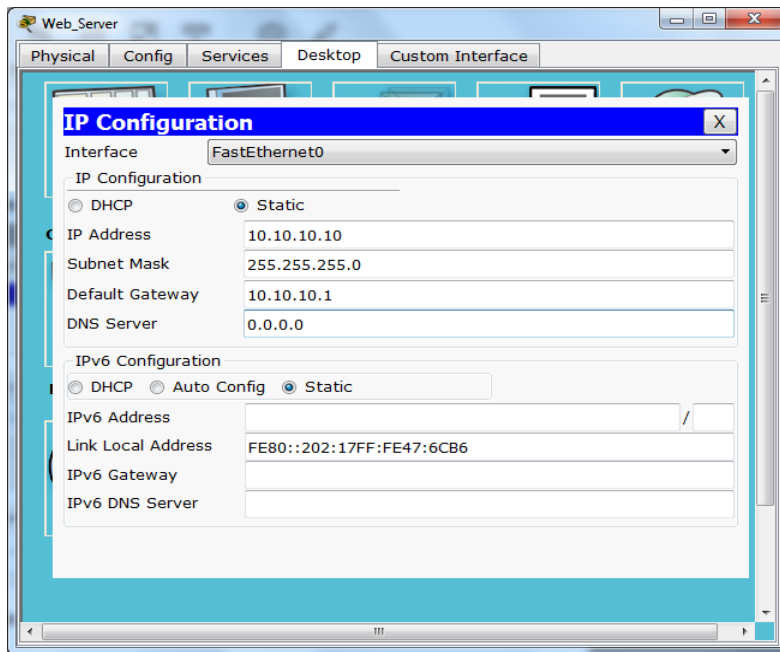 Web_Server
Physical Config Services Desktop Custom Interface
IP Configuration X
Interface FastEthernet0
IP Configuration
DHCP Static
IP Address 10.10.10.10
Subnet Mask 255.255.255.0
Default Gateway 10.10.10.1
DNS Server 0.0.0.0
IPv6 Configuration
DHCP Auto Config Static
IPv6 Address /
Link Local Address FE80::202:17FF:FE47:6CB6
IPv6 Gateway
IPv6 DNS Server